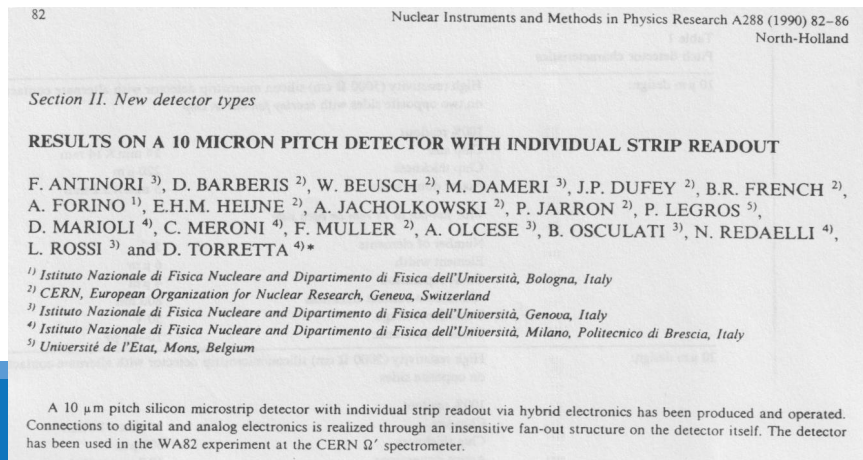 82
Nuclear Instruments and Methods in Physics Research A288 (1990) 82–86
North-Holland
Section II. New detector types
RESULTS ON A 10 MICRON PITCH DETECTOR WITH INDIVIDUAL STRIP READOUT
F. ANTINORI ³⁾, D. BARBERIS ²⁾, W. BEUSCH ²⁾, M. DAMERI ³⁾, J.P. DUFEY ²⁾, B.R. FRENCH ²⁾,
A. FORINO ¹⁾, E.H.M. HEIJNE ²⁾, A. JACHOLKOWSKI ²⁾, P. JARRON ²⁾, P. LEGROS ⁵⁾,
D. MARIOLI ⁴⁾, C. MERONI ⁴⁾, F. MULLER ²⁾, A. OLCESE ³⁾, B. OSCULATI ³⁾, N. REDAELLI ⁴⁾,
L. ROSSI ³⁾ and D. TORRETTA ⁴⁾*
¹⁾ Istituto Nazionale di Fisica Nucleare and Dipartimento di Fisica dell'Università, Bologna, Italy
²⁾ CERN, European Organization for Nuclear Research, Geneva, Switzerland
³⁾ Istituto Nazionale di Fisica Nucleare and Dipartimento di Fisica dell'Università, Genova, Italy
⁴⁾ Istituto Nazionale di Fisica Nucleare and Dipartimento di Fisica dell'Università, Milano, Politecnico di Brescia, Italy
⁵⁾ Université de l'Etat, Mons, Belgium
A 10 μm pitch silicon microstrip detector with individual strip readout via hybrid electronics has been produced and operated.
Connections to digital and analog electronics is realized through an insensitive fan-out structure on the detector itself. The detector
has been used in the WA82 experiment at the CERN Ω′ spectrometer.